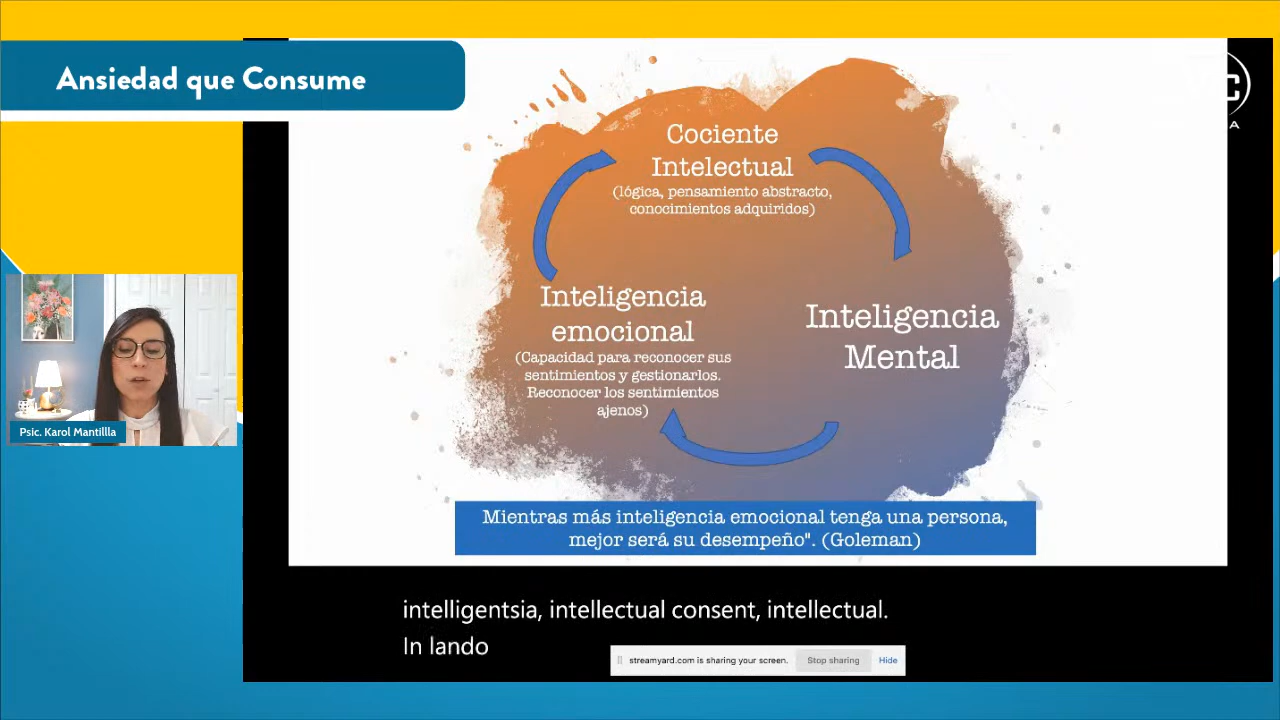 Ansiedad que Consume
C
A
Cociente
Intelectual
(lógica, pensamiento abstracto,
conocimientos adquiridos)
Inteligencia
emocional
(Capacidad para reconocer sus
sentimientos y gestionarlos.
Reconocer los sentimientos
ajenos)
Inteligencia
Mental
Mientras más inteligencia emocional tenga una persona,
mejor será su desempeño". (Goleman)
Psic. Karol Mantillla
intelligentsia, intellectual consent, intellectual.
In lando
streamyard.com is sharing your screen. Stop sharing Hide